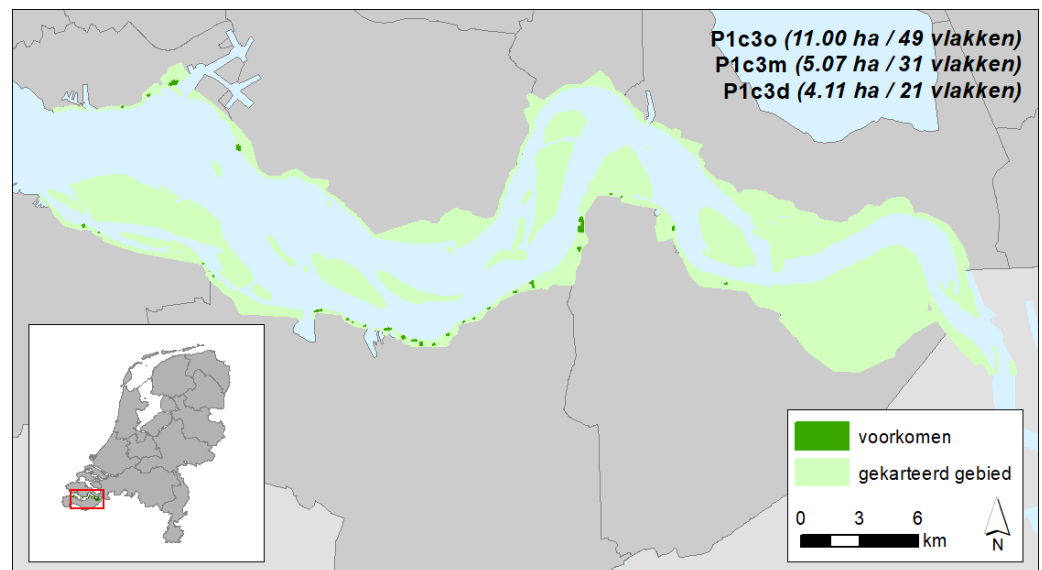 P1c3o (11.00 ha / 49 vlakken)
P1c3m (5.07 ha / 31 vlakken)
P1c3d (4.11 ha / 21 vlakken)
voorkomen
gekarteerd gebied
0 3 6
km
N